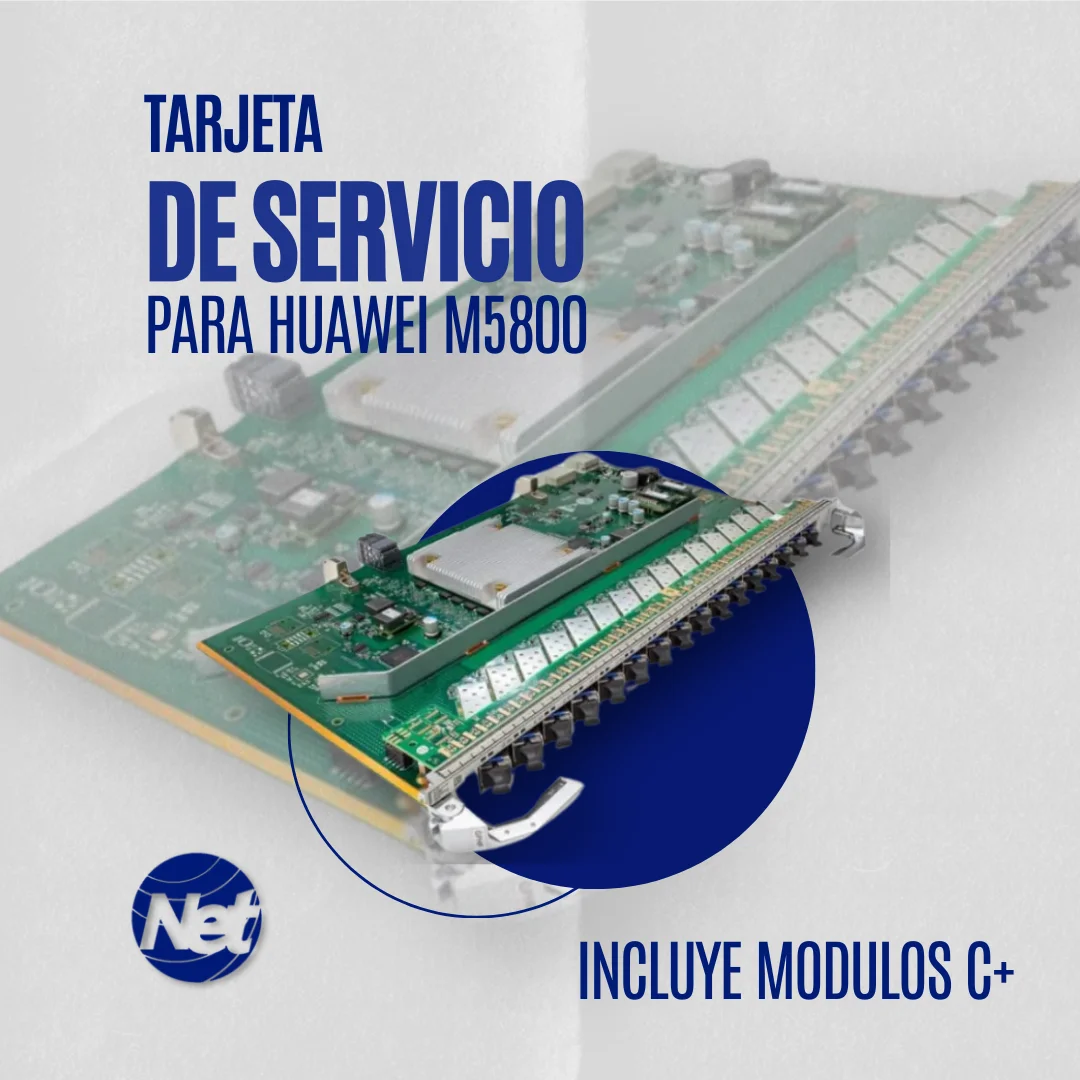 TARJETA
DE SERVICIO
PARA HUAWEI M5800
Net
INCLUYE MODULOS C+